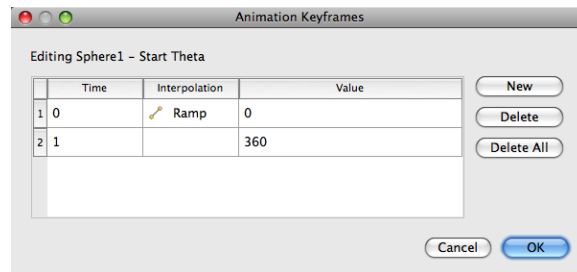 Animation Keyframes
Editing Sphere1 - Start Theta
Time Interpolation Value
1 0 Ramp 0
2 1 360
New
Delete
Delete All
Cancel OK